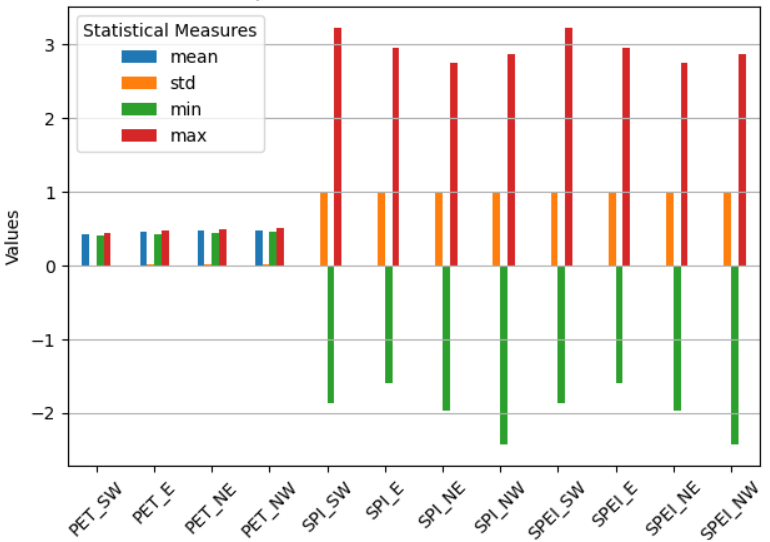 Statistical Measures
mean
std
min
max
Values
3
2
1
0
−1
−2
PET_SW
PET_E
PET_NE
PET_NW
SPI_SW
SPI_E
SPI_NE
SPI_NW
SPEI_SW
SPEI_E
SPEI_NE
SPEI_NW